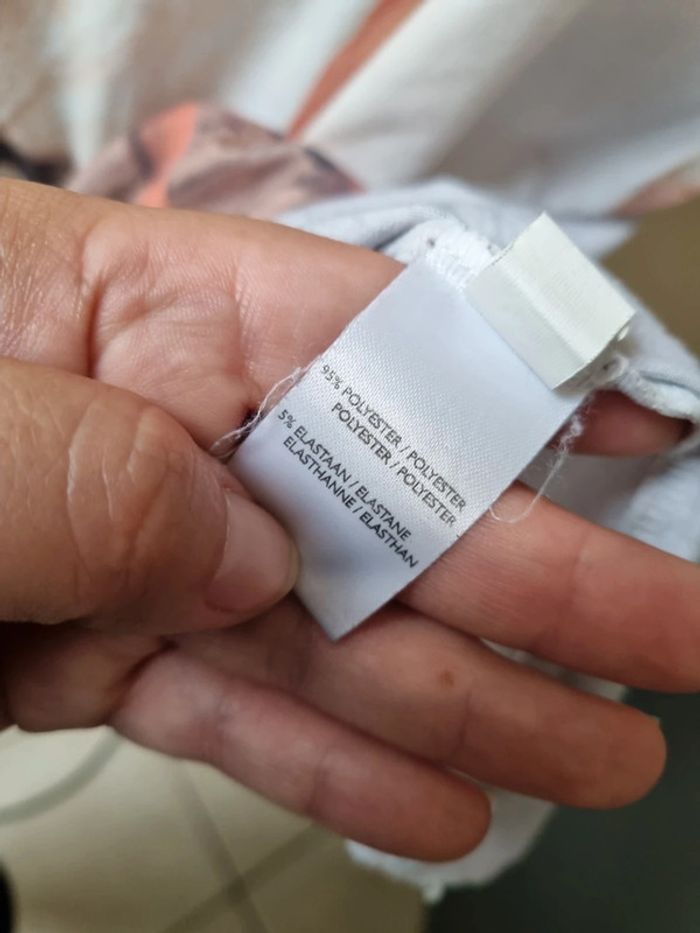 95% POLYESTER / POLYESTER
POLYESTER / POLYESTER
5% ELASTAAN / ELASTANE
ELASTHANNE / ELASTHAN